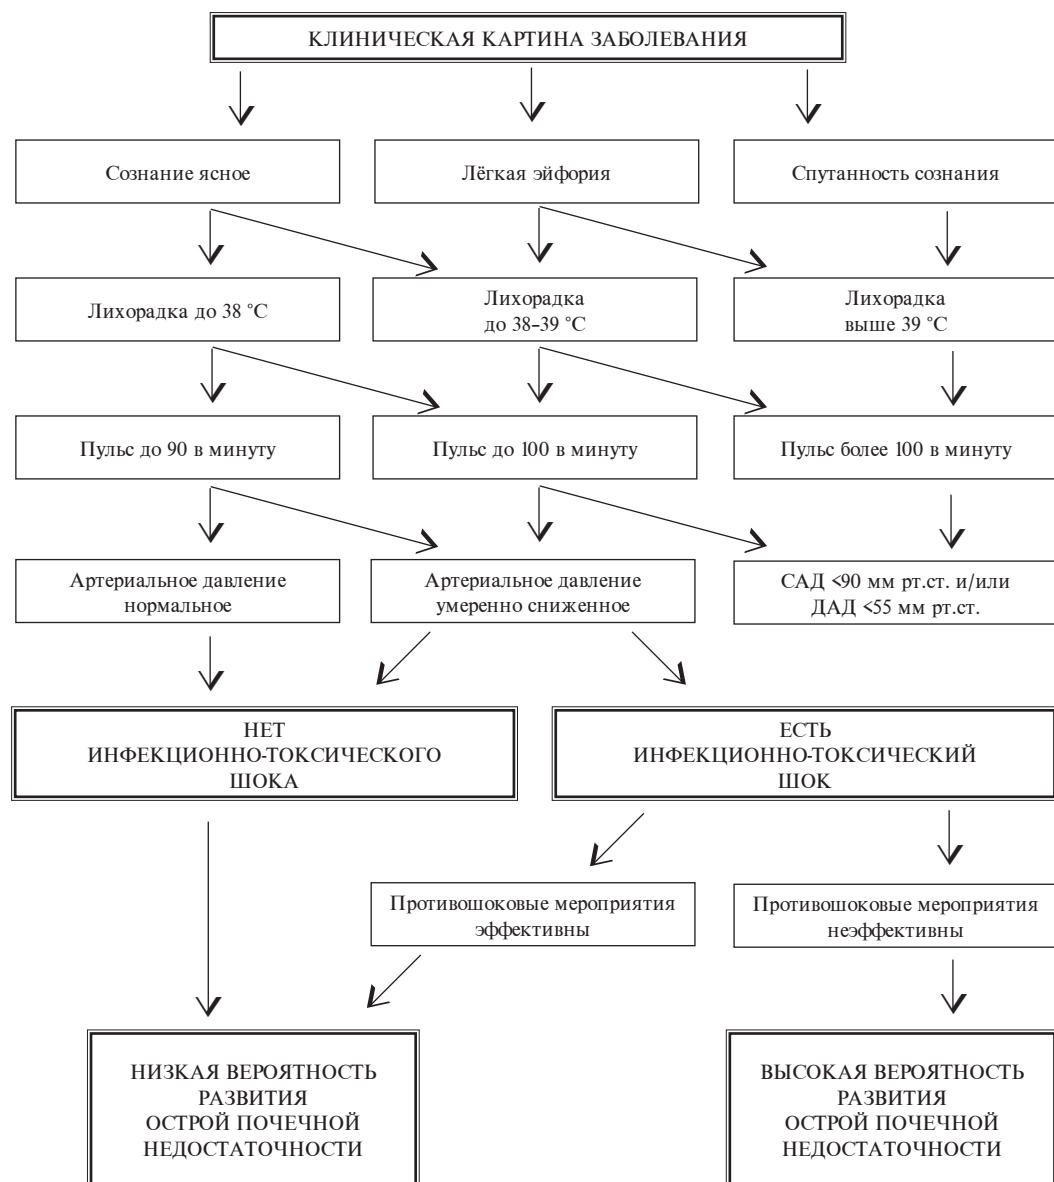 КЛИНИЧЕСКАЯ КАРТИНА ЗАБОЛЕВАНИЯ
Сознание ясное
Лёгкая эйфория
Спутанность сознания
Лихорадка до 38 °С
Лихорадка
до 38–39 °С
Лихорадка
выше 39 °С
Пульс до 90 в минуту
Пульс до 100 в минуту
Пульс более 100 в минуту
Артериальное давление
нормальное
Артериальное давление
умеренно сниженное
САД <90 мм рт.ст. и/или
ДАД <55 мм рт.ст.
НЕТ
ИНФЕКЦИОННО-ТОКСИЧЕСКОГО
ШОКА
ЕСТЬ
ИНФЕКЦИОННО-ТОКСИЧЕСКИЙ
ШОК
Противошоковые мероприятия
эффективны
Противошоковые мероприятия
неэффективны
НИЗКАЯ ВЕРОЯТНОСТЬ
РАЗВИТИЯ
ОСТРОЙ ПОЧЕЧНОЙ
НЕДОСТАТОЧНОСТИ
ВЫСОКАЯ ВЕРОЯТНОСТЬ
РАЗВИТИЯ
ОСТРОЙ ПОЧЕЧНОЙ
НЕДОСТАТОЧНОСТИ